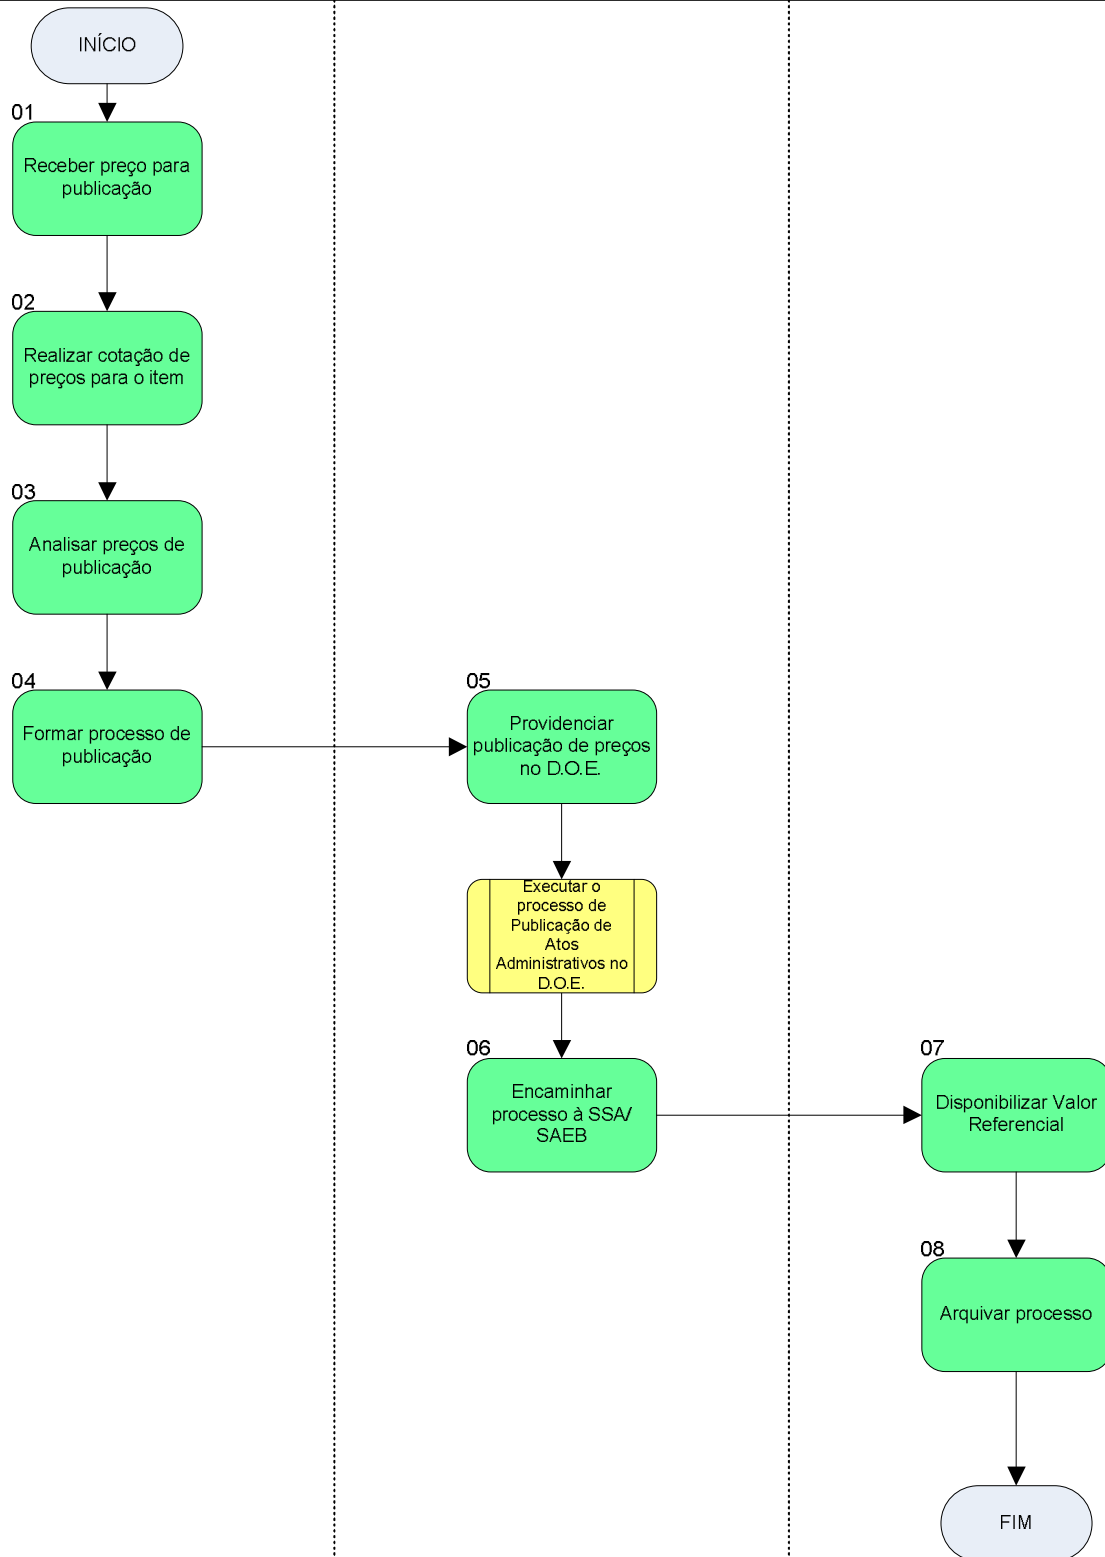 INÍCIO
01
Receber preço para
publicação
02
Realizar cotação de
preços para o item
03
Analisar preços de
publicação
04
Formar processo de
publicação
05
Providenciar
publicação de preços
no D.O.E.
Executar o
processo de
Publicação de
Atos
Administrativos no
D.O.E.
06
Encaminhar
processo à SSA/
SAEB
07
Disponibilizar Valor
Referencial
08
Arquivar processo
FIM